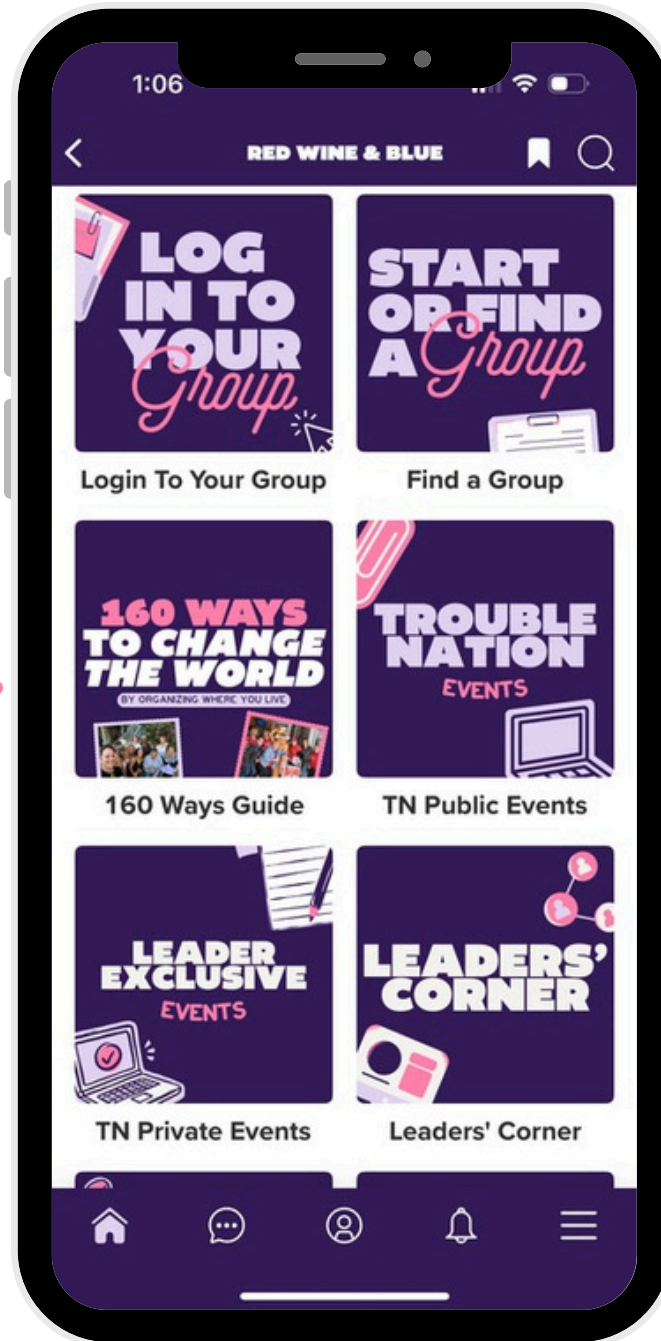 1:06
RED WINE & BLUE
LOG
IN TO
YOUR
Group
Login To Your Group
START
OR FIND
A Group
Find a Group
160 WAYS
TO CHANGE
THE WORLD
BY ORGANIZING WHERE YOU LIVE
160 Ways Guide
TROUBLE
NATION
EVENTS
TN Public Events
LEADER
EXCLUSIVE
EVENTS
TN Private Events
LEADERS'
CORNER
Leaders' Corner